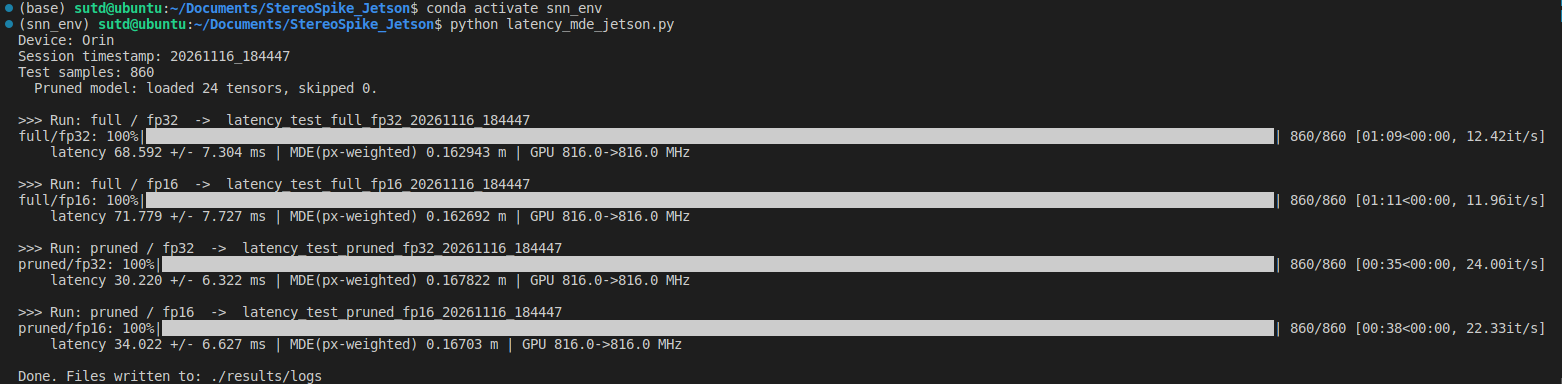 (base) sutd@ubuntu:~/Documents/StereoSpike_Jetson$ conda activate snn_env
(snn_env) sutd@ubuntu:~/Documents/StereoSpike_Jetson$ python latency_mde_jetson.py
Device: Orin
Session timestamp: 20261116_184447
Test samples: 860
  Pruned model: loaded 24 tensors, skipped 0.

>>> Run: full / fp32  ->  latency_test_full_fp32_20261116_184447
full/fp32: 100%|| 860/860 [01:09<00:00, 12.42it/s]
    latency 68.592 +/- 7.304 ms | MDE(px-weighted) 0.162943 m | GPU 816.0->816.0 MHz

>>> Run: full / fp16  ->  latency_test_full_fp16_20261116_184447
full/fp16: 100%|| 860/860 [01:11<00:00, 11.96it/s]
    latency 71.779 +/- 7.727 ms | MDE(px-weighted) 0.162692 m | GPU 816.0->816.0 MHz

>>> Run: pruned / fp32  ->  latency_test_pruned_fp32_20261116_184447
pruned/fp32: 100%|| 860/860 [00:35<00:00, 24.00it/s]
    latency 30.220 +/- 6.322 ms | MDE(px-weighted) 0.167822 m | GPU 816.0->816.0 MHz

>>> Run: pruned / fp16  ->  latency_test_pruned_fp16_20261116_184447
pruned/fp16: 100%|| 860/860 [00:38<00:00, 22.33it/s]
    latency 34.022 +/- 6.627 ms | MDE(px-weighted) 0.16703 m | GPU 816.0->816.0 MHz

Done. Files written to: ./results/logs